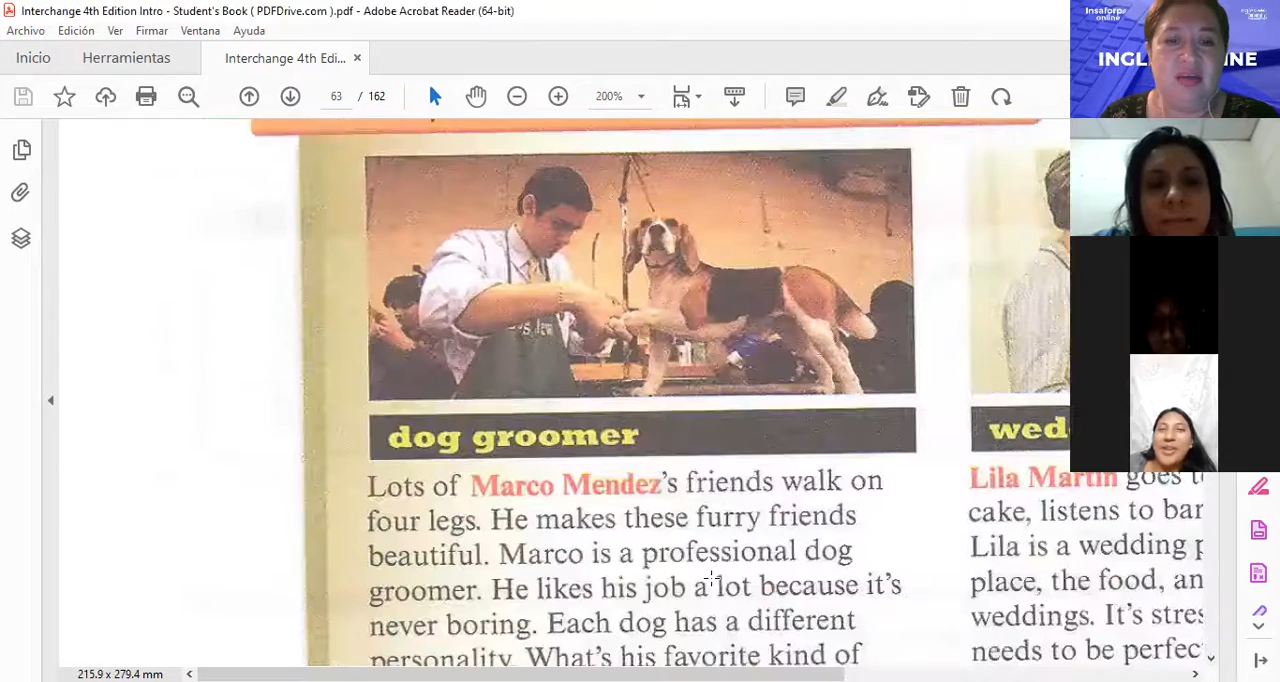 Interchange 4th Edition Intro - Student's Book ( PDFDrive.com ).pdf - Adobe Acrobat Reader (64-bit)
Archivo Edición Ver Firmar Ventana Ayuda
Inicio Herramientas Interchange 4th Edi... ×
63 / 162 200%
Insaforp online
INGL INE
dog groomer
Lots of Marco Mendez's friends walk on
four legs. He makes these furry friends
beautiful. Marco is a professional dog
groomer. He likes his job a lot because it's
never boring. Each dog has a different
personality. What's his favorite kind of
wed
Lila Martin goes t
cake, listens to bar
Lila is a wedding p
place, the food, an
weddings. It's stres
needs to be perfec
215.9 x 279.4 mm